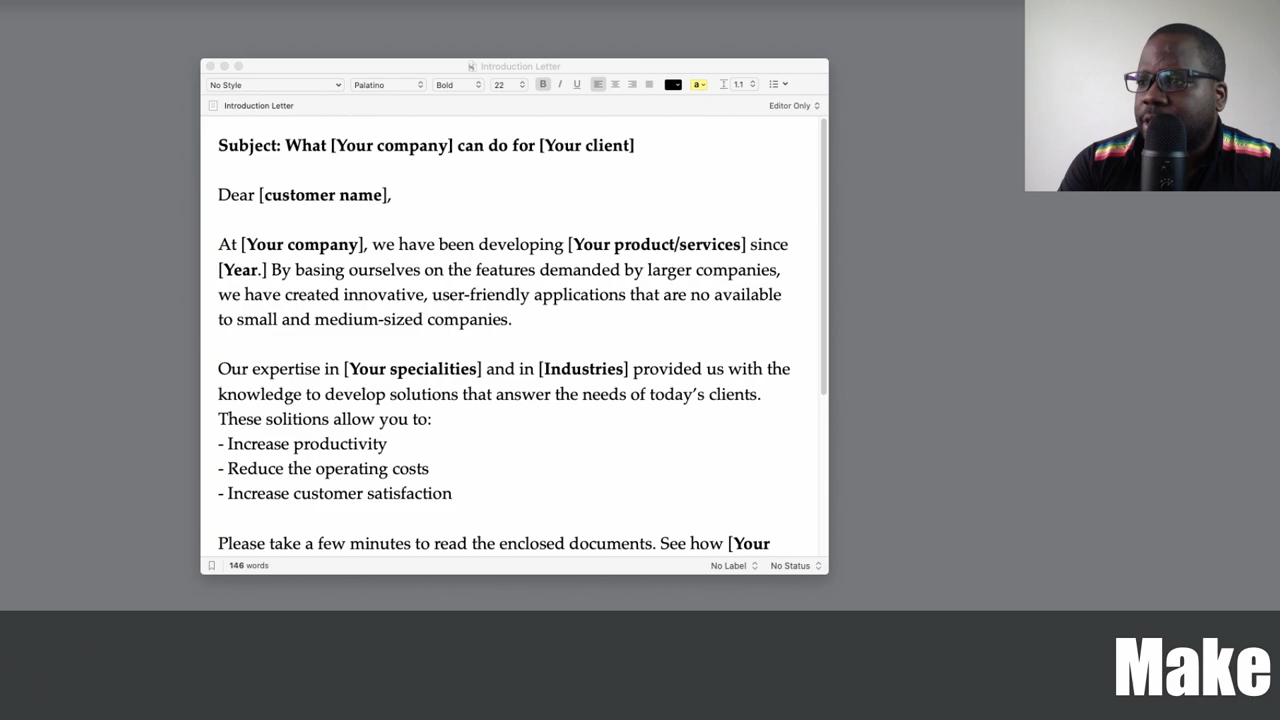 Introduction Letter
No Style Palatino Bold B I U 22 a 1.1
Introduction Letter Editor Only
Subject: What [Your company] can do for [Your client]
Dear [customer name],
At [Your company], we have been developing [Your product/services] since
[Year.] By basing ourselves on the features demanded by larger companies,
we have created innovative, user-friendly applications that are no available
to small and medium-sized companies.
Our expertise in [Your specialities] and in [Industries] provided us with the
knowledge to develop solutions that answer the needs of today’s clients.
These solitions allow you to:
- Increase productivity
- Reduce the operating costs
- Increase customer satisfaction
Please take a few minutes to read the enclosed documents. See how [Your
146 words No Label No Status
Make